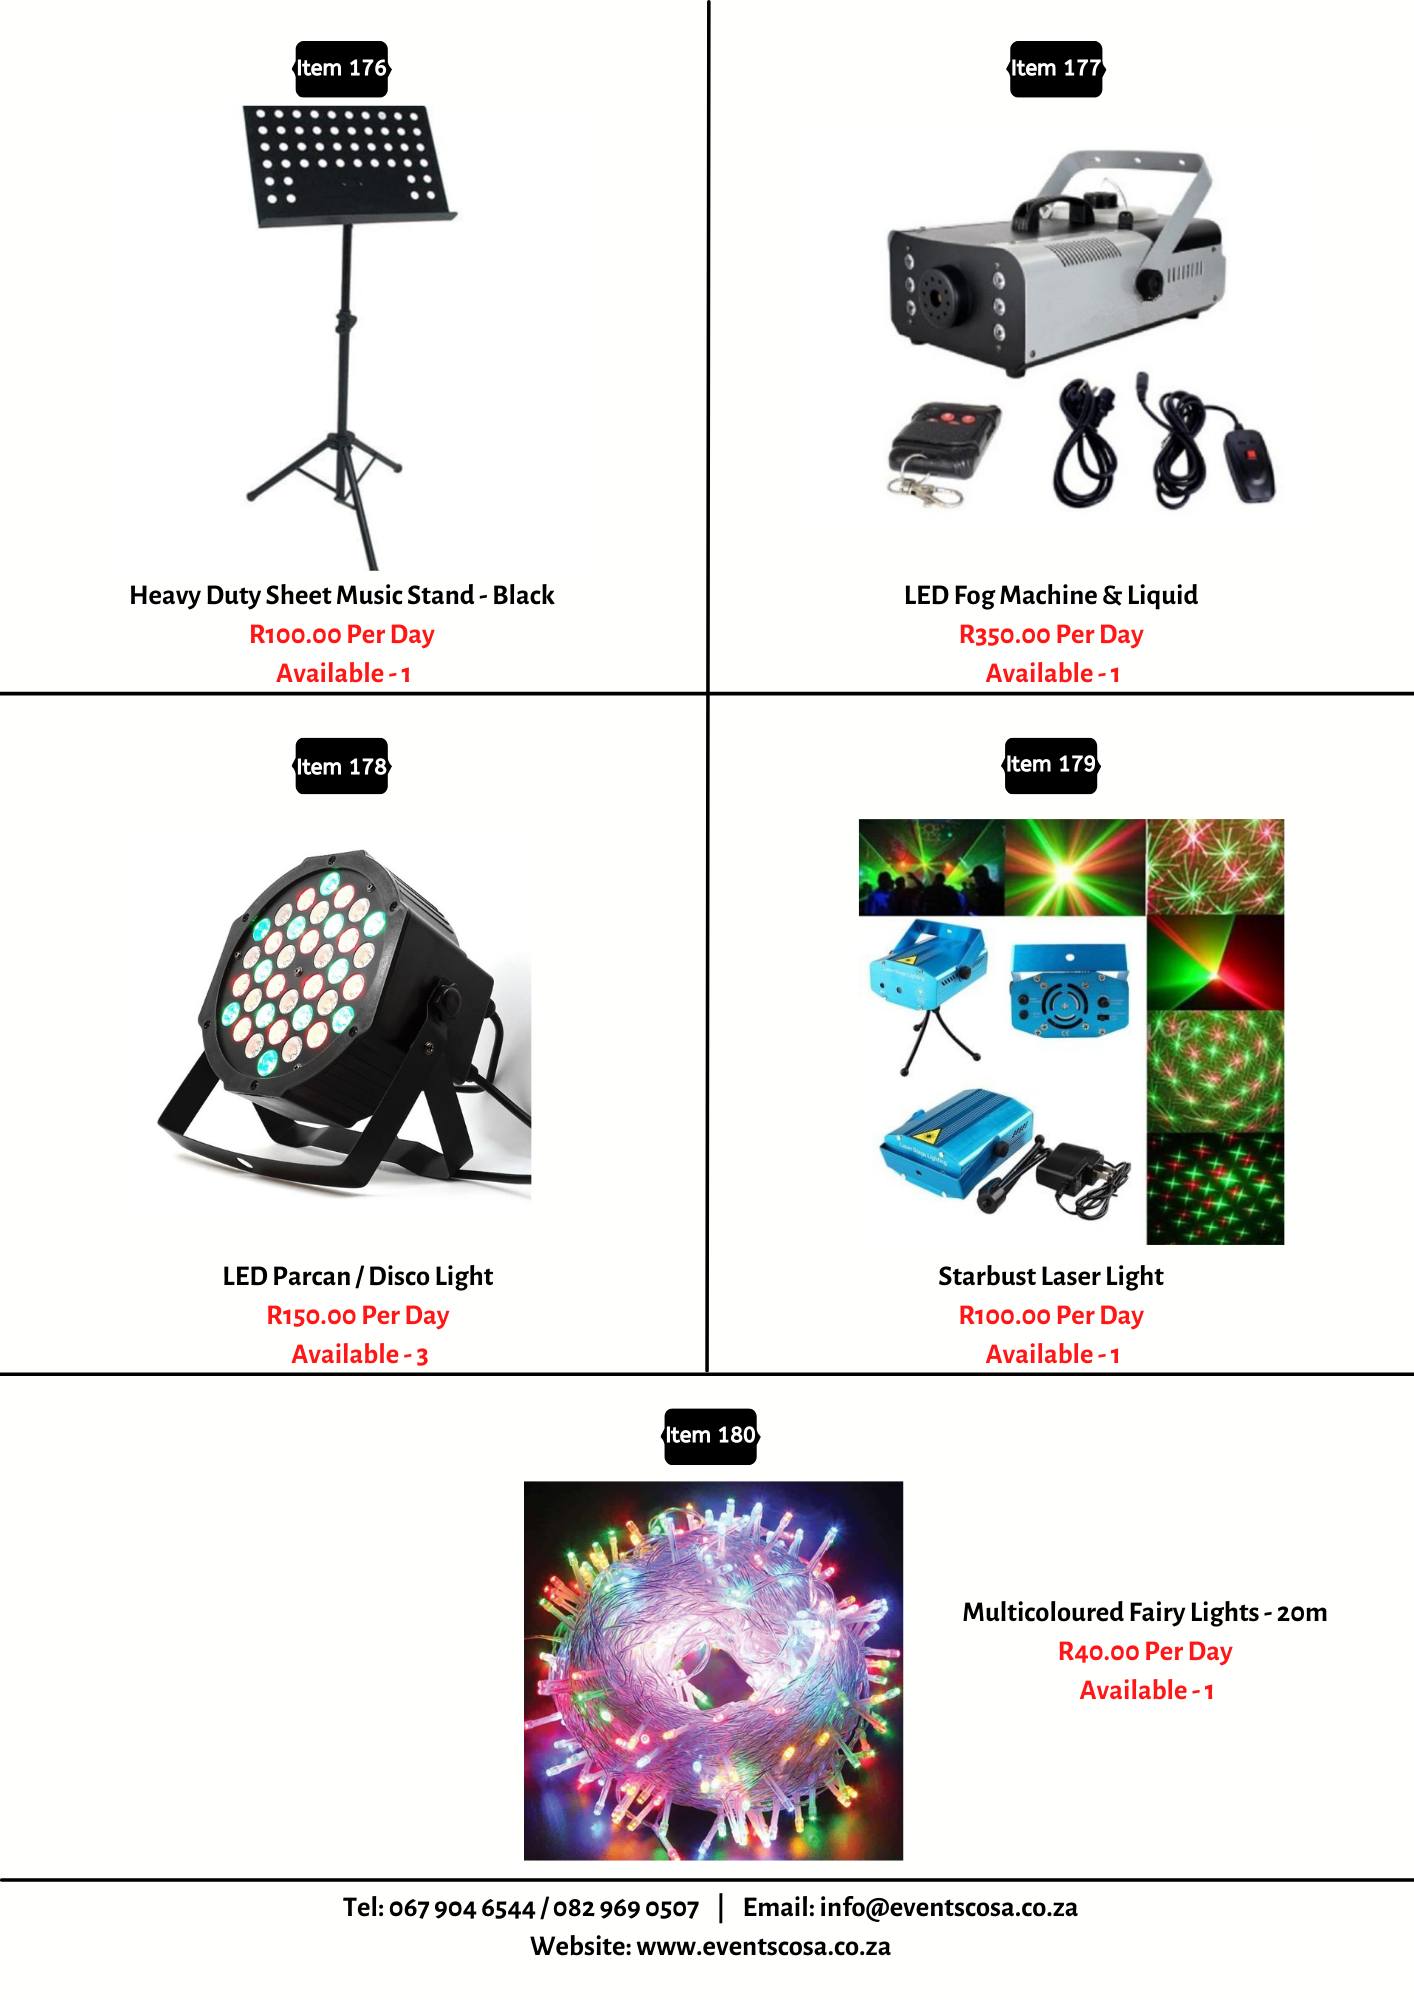 Item 176
Heavy Duty Sheet Music Stand - Black
R100.00 Per Day
Available - 1
Item 177
LED Fog Machine & Liquid
R350.00 Per Day
Available - 1
Item 178
LED Parcan / Disco Light
R150.00 Per Day
Available - 3
Item 179
Laser Stage Lighting
Starbust Laser Light
R100.00 Per Day
Available - 1
Item 180
Multicoloured Fairy Lights - 20m
R40.00 Per Day
Available - 1
Tel: 067 904 6544 / 082 969 0507 | Email: info@eventscosa.co.za
Website: www.eventscosa.co.za